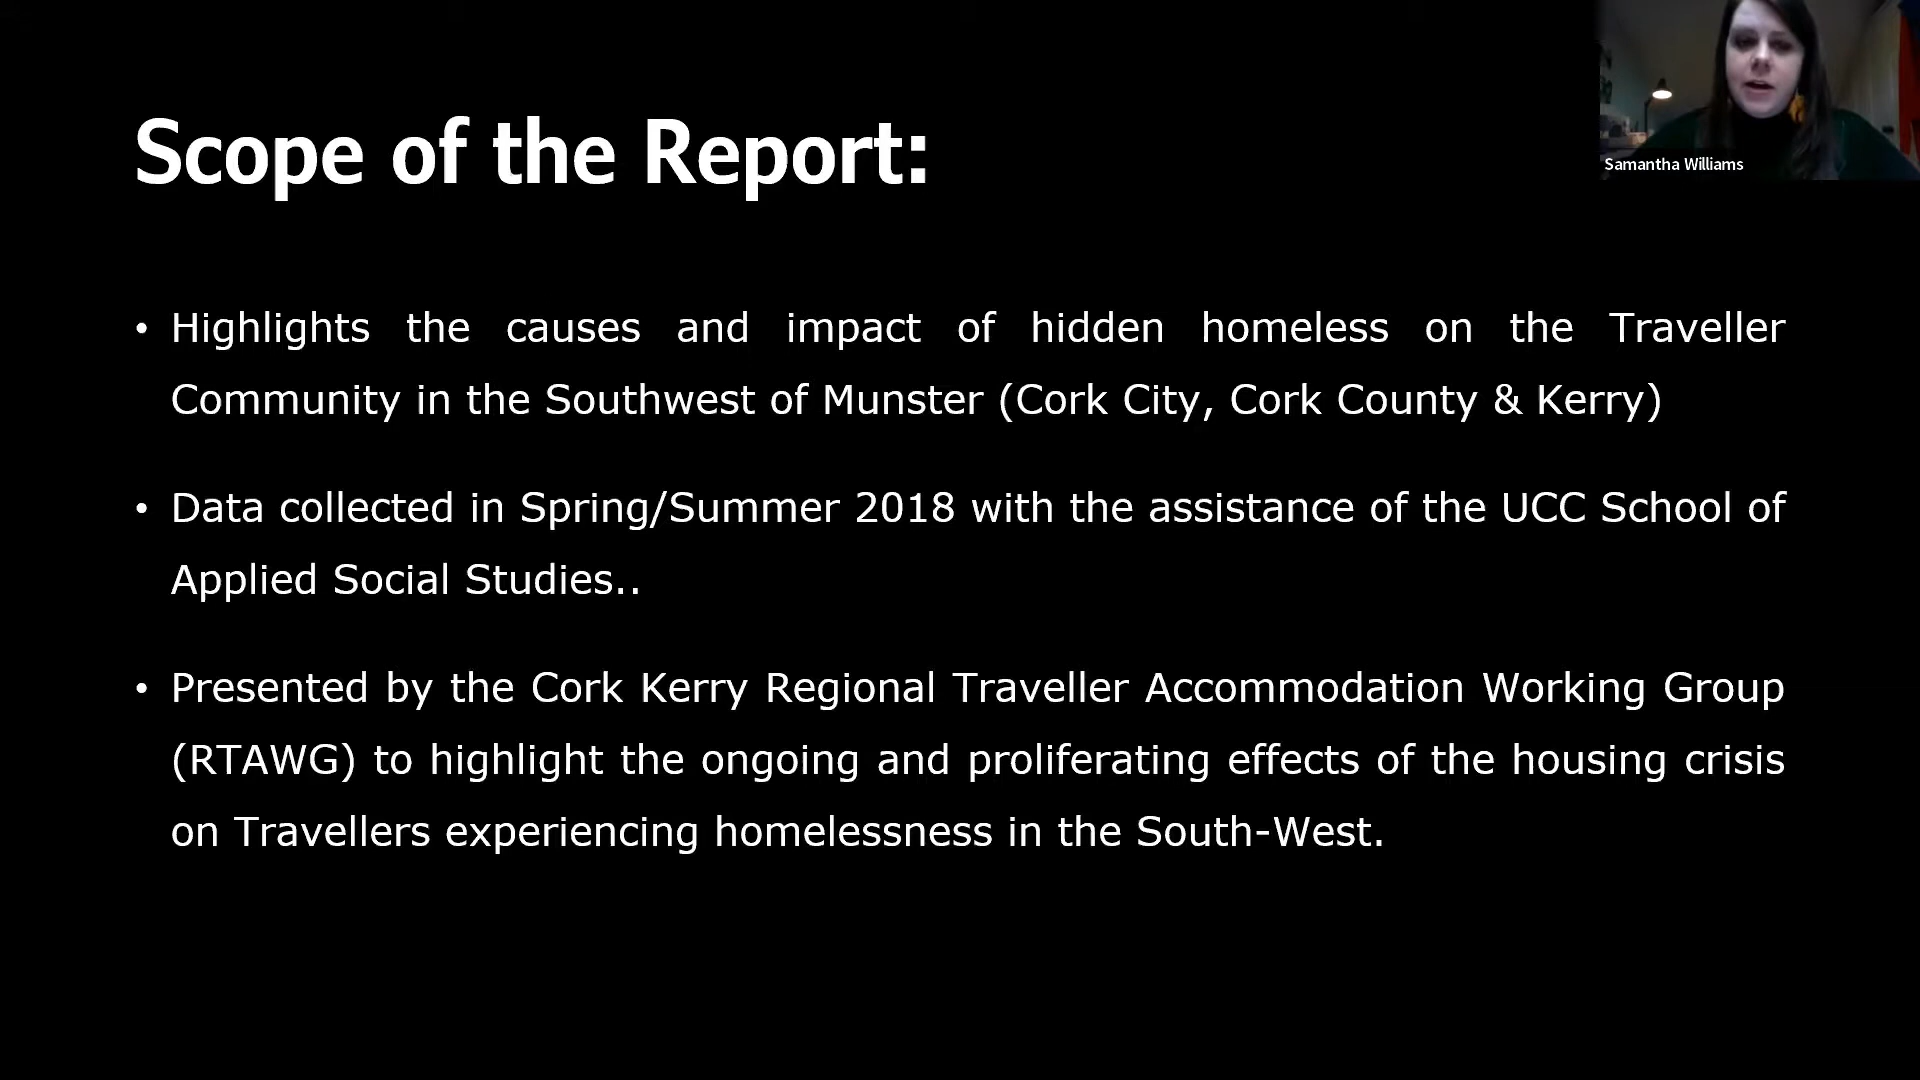 Scope of the Report:
Samantha Williams
• Highlights the causes and impact of hidden homeless on the Traveller
Community in the Southwest of Munster (Cork City, Cork County & Kerry)
• Data collected in Spring/Summer 2018 with the assistance of the UCC School of
Applied Social Studies..
• Presented by the Cork Kerry Regional Traveller Accommodation Working Group
(RTAWG) to highlight the ongoing and proliferating effects of the housing crisis
on Travellers experiencing homelessness in the South-West.